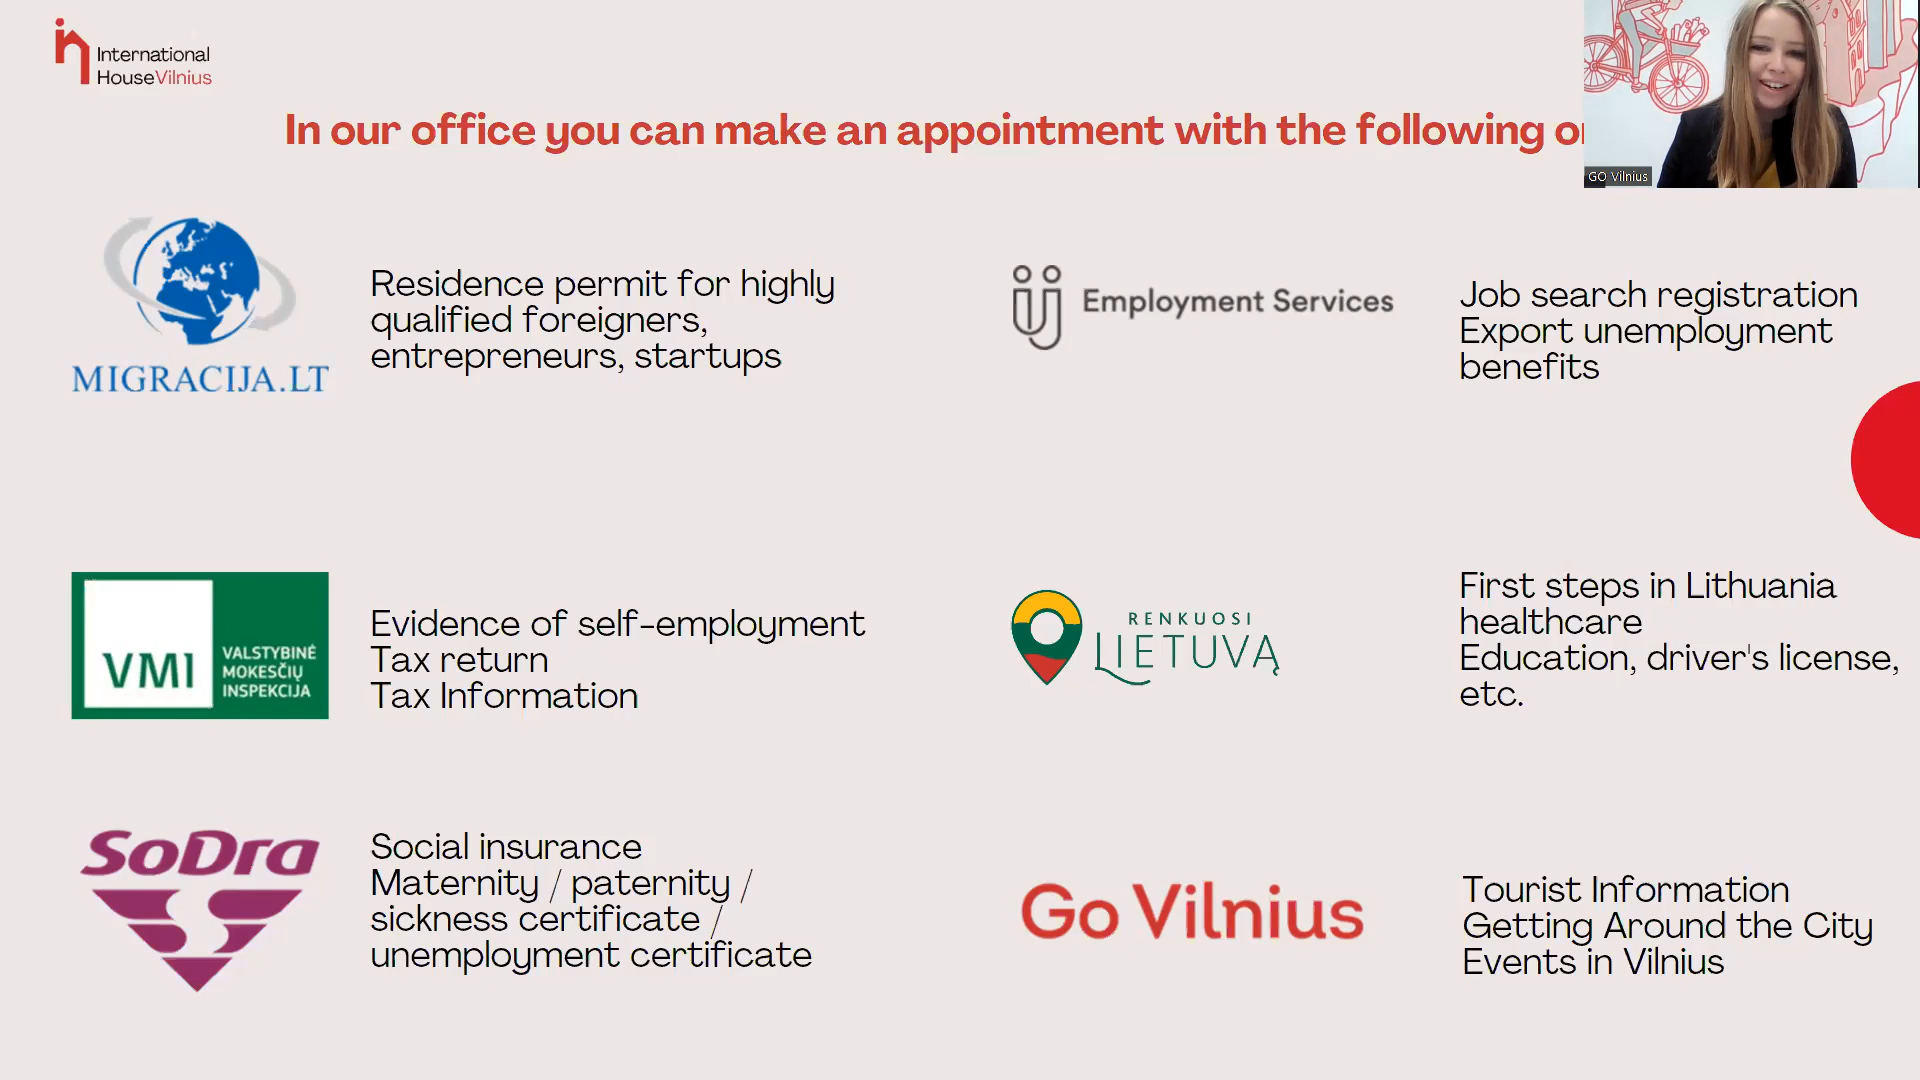 International
HouseVilnius
In our office you can make an appointment with the following
GO Vilnius
MIGRACIJA.LT
Residence permit for highly
qualified foreigners,
entrepreneurs, startups
Employment Services
Job search registration
Export unemployment
benefits
VMI
VALSTYBINĖ
MOKESČIŲ
INSPEKCIJA
Evidence of self-employment
Tax return
Tax Information
RENKUOSI
LIETUVĄ
First steps in Lithuania
healthcare
Education, driver's license,
etc.
SoDra
Social insurance
Maternity / paternity /
sickness certificate /
unemployment certificate
Go Vilnius
Tourist Information
Getting Around the City
Events in Vilnius